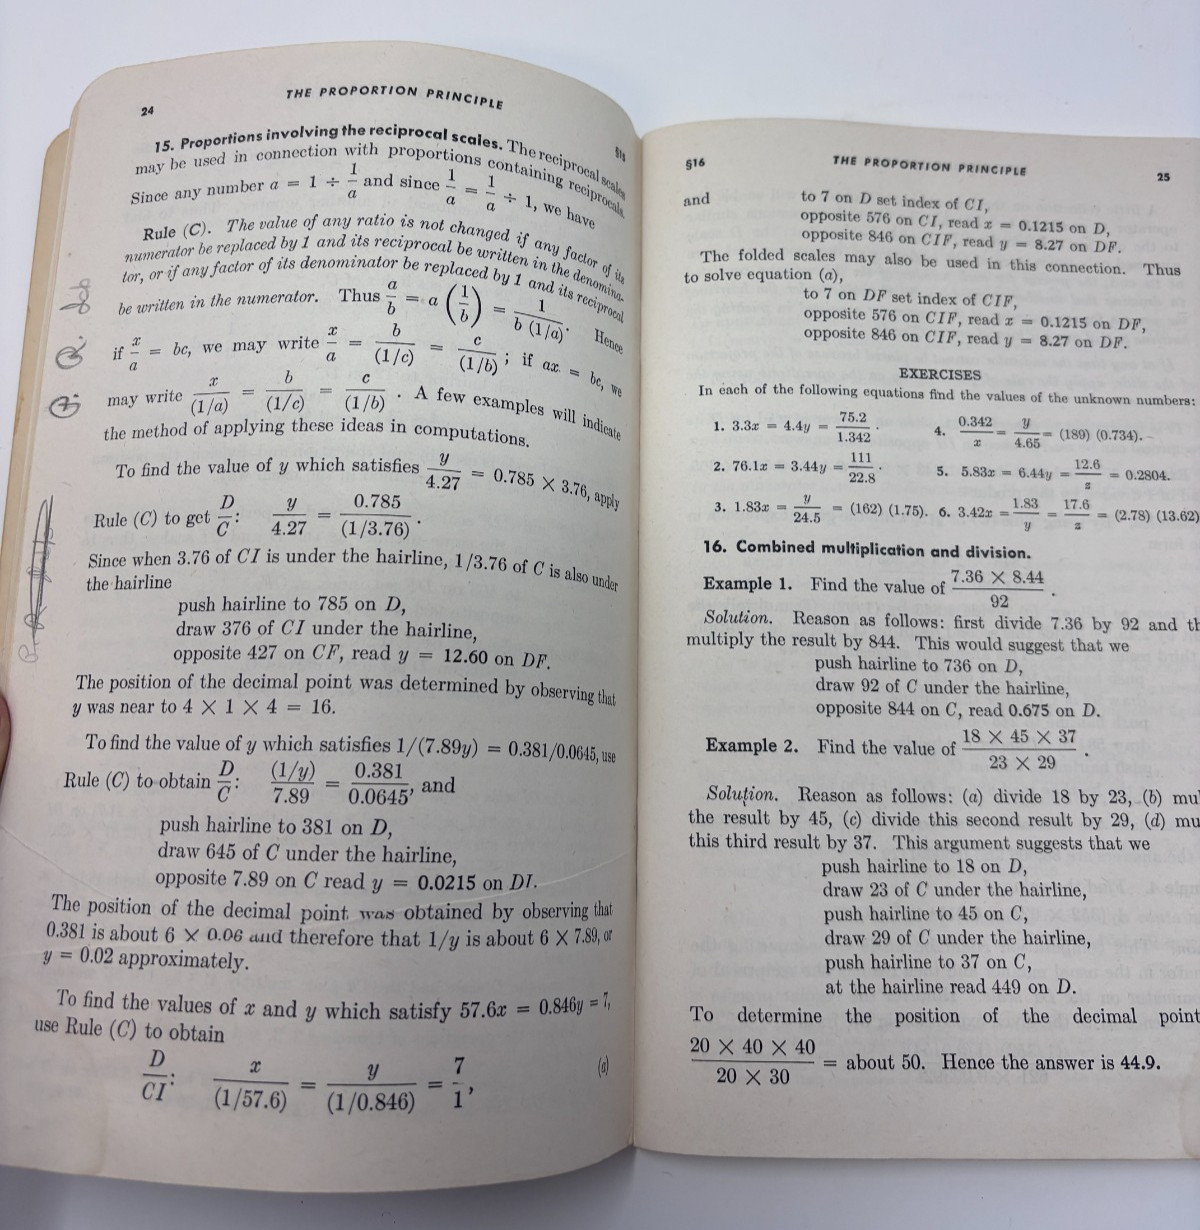 24
THE PROPORTION PRINCIPLE
§15
15. Proportions involving the reciprocal scales. The reciprocal scales
may be used in connection with proportions containing reciprocals.
Since any number a = 1 ÷ 1/a and since 1/a = 1/a ÷ 1, we have
Rule (C). The value of any ratio is not changed if any factor of its
numerator be replaced by 1 and its reciprocal be written in the denomina-
tor, or if any factor of its denominator be replaced by 1 and its reciprocal
be written in the numerator. Thus a/b = a (1/b) = 1/(b (1/a)). Hence
if x/a = bc, we may write x/a = b/(1/c) = c/(1/b); if ax = bc, we
may write x/(1/a) = b/(1/c) = c/(1/b). A few examples will indicate
the method of applying these ideas in computations.
To find the value of y which satisfies y/4.27 = 0.785 × 3.76, apply
Rule (C) to get D/C: y/4.27 = 0.785/(1/3.76).
Since when 3.76 of CI is under the hairline, 1/3.76 of C is also under
the hairline
push hairline to 785 on D,
draw 376 of CI under the hairline,
opposite 427 on CF, read y = 12.60 on DF.
The position of the decimal point was determined by observing that
y was near to 4 × 1 × 4 = 16.
To find the value of y which satisfies 1/(7.89y) = 0.381/0.0645, use
Rule (C) to obtain D/C: (1/y)/7.89 = 0.381/0.0645, and
push hairline to 381 on D,
draw 645 of C under the hairline,
opposite 7.89 on C read y = 0.0215 on DI.
The position of the decimal point was obtained by observing that
0.381 is about 6 × 0.06 and therefore that 1/y is about 6 × 7.89, or
y = 0.02 approximately.
To find the values of x and y which satisfy 57.6x = 0.846y = 7,
use Rule (C) to obtain
D/CI: x/(1/57.6) = y/(1/0.846) = 7/1, (a)
§16
THE PROPORTION PRINCIPLE
25
and to 7 on D set index of CI,
opposite 576 on CI, read x = 0.1215 on D,
opposite 846 on CIF, read y = 8.27 on DF.
The folded scales may also be used in this connection. Thus
to solve equation (a),
to 7 on DF set index of CIF,
opposite 576 on CIF, read x = 0.1215 on DF,
opposite 846 on CIF, read y = 8.27 on DF.
EXERCISES
In each of the following equations find the values of the unknown numbers:
1. 3.3x = 4.4y = 75.2/1.342.
4. 0.342/x = y/4.65 = (189) (0.734).
2. 76.1x = 3.44y = 111/22.8.
5. 5.83x = 6.44y = 12.6/z = 0.2804.
3. 1.83x = y/24.5 = (162) (1.75).
6. 3.42x = 1.83/y = 17.6/z = (2.78) (13.62)
16. Combined multiplication and division.
Example 1. Find the value of 7.36 × 8.44/92.
Solution. Reason as follows: first divide 7.36 by 92 and th
multiply the result by 844. This would suggest that we
push hairline to 736 on D,
draw 92 of C under the hairline,
opposite 844 on C, read 0.675 on D.
Example 2. Find the value of 18 × 45 × 37/23 × 29.
Solution. Reason as follows: (a) divide 18 by 23, (b) mul
the result by 45, (c) divide this second result by 29, (d) mu
this third result by 37. This argument suggests that we
push hairline to 18 on D,
draw 23 of C under the hairline,
push hairline to 45 on C,
draw 29 of C under the hairline,
push hairline to 37 on C,
at the hairline read 449 on D.
To determine the position of the decimal point
20 × 40 × 40/20 × 30 = about 50. Hence the answer is 44.9.